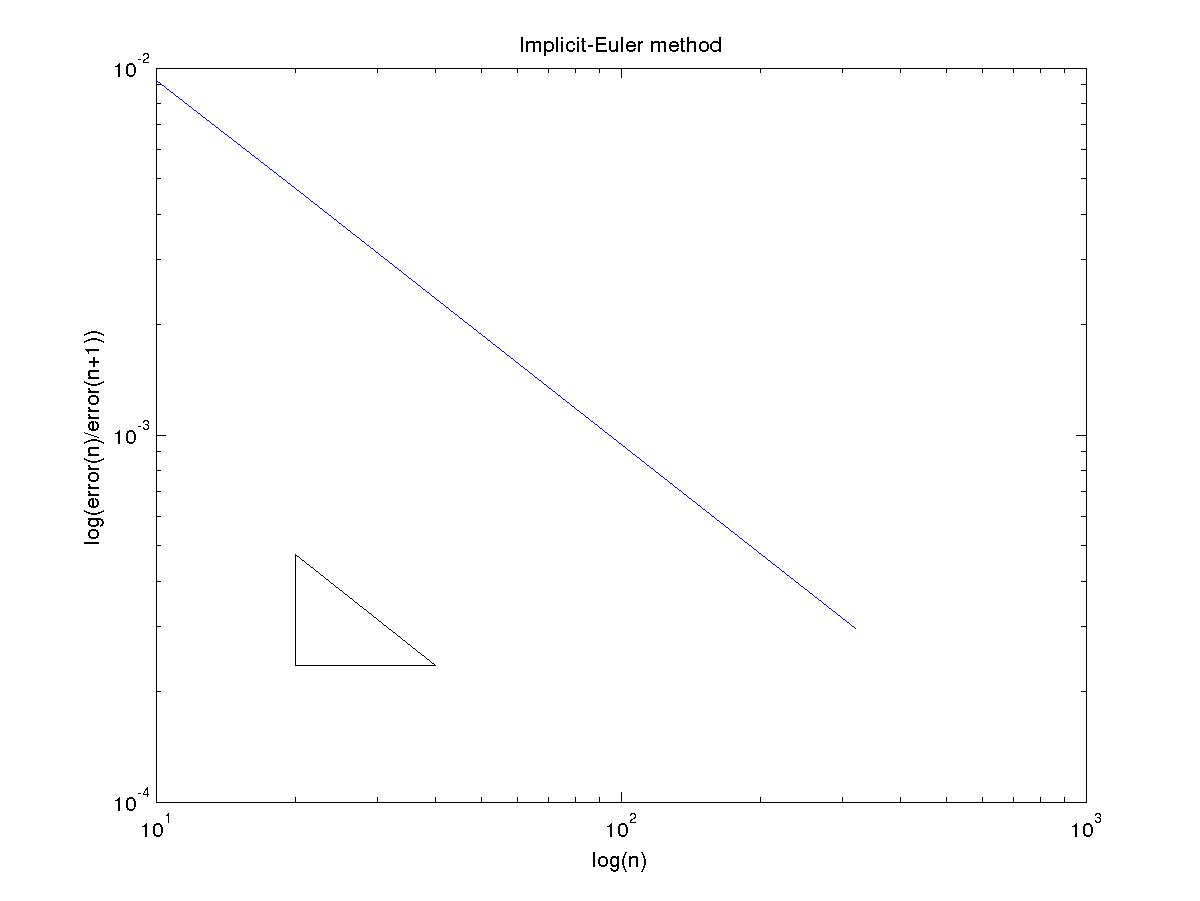 Implicit-Euler method
10^-2
10^-3
10^-4
log(error(n)/error(n+1))
10^1 10^2 10^3
log(n)